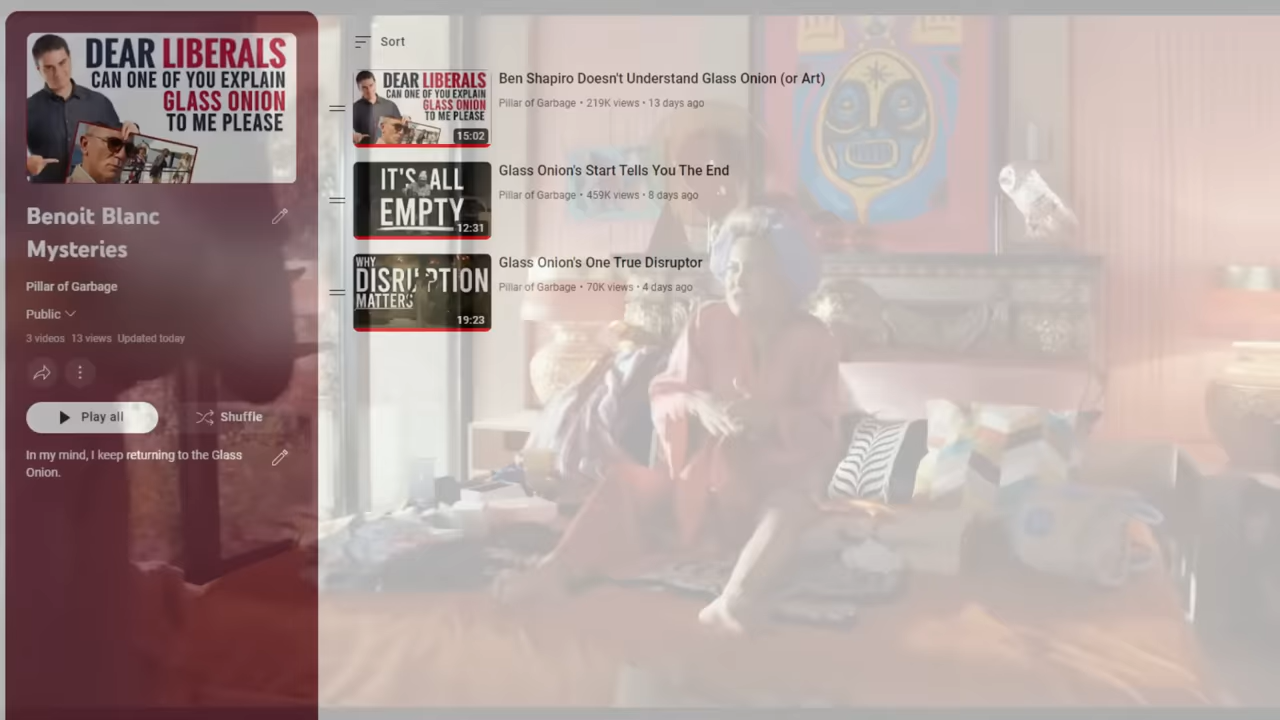 DEAR LIBERALS
CAN ONE OF YOU EXPLAIN
GLASS ONION
TO ME PLEASE
Benoit Blanc
Mysteries
Pillar of Garbage
Public
3 videos 13 views Updated today
Play all
Shuffle
In my mind, I keep returning to the Glass
Onion.
Sort
DEAR LIBERALS
CAN ONE OF YOU EXPLAIN
GLASS ONION
TO ME PLEASE
15:02
Ben Shapiro Doesn't Understand Glass Onion (or Art)
Pillar of Garbage • 219K views • 13 days ago
IT'S ALL
EMPTY
12:31
Glass Onion's Start Tells You The End
Pillar of Garbage • 459K views • 8 days ago
WHY
DISRUPTION
MATTERS
19:23
Glass Onion's One True Disruptor
Pillar of Garbage • 70K views • 4 days ago